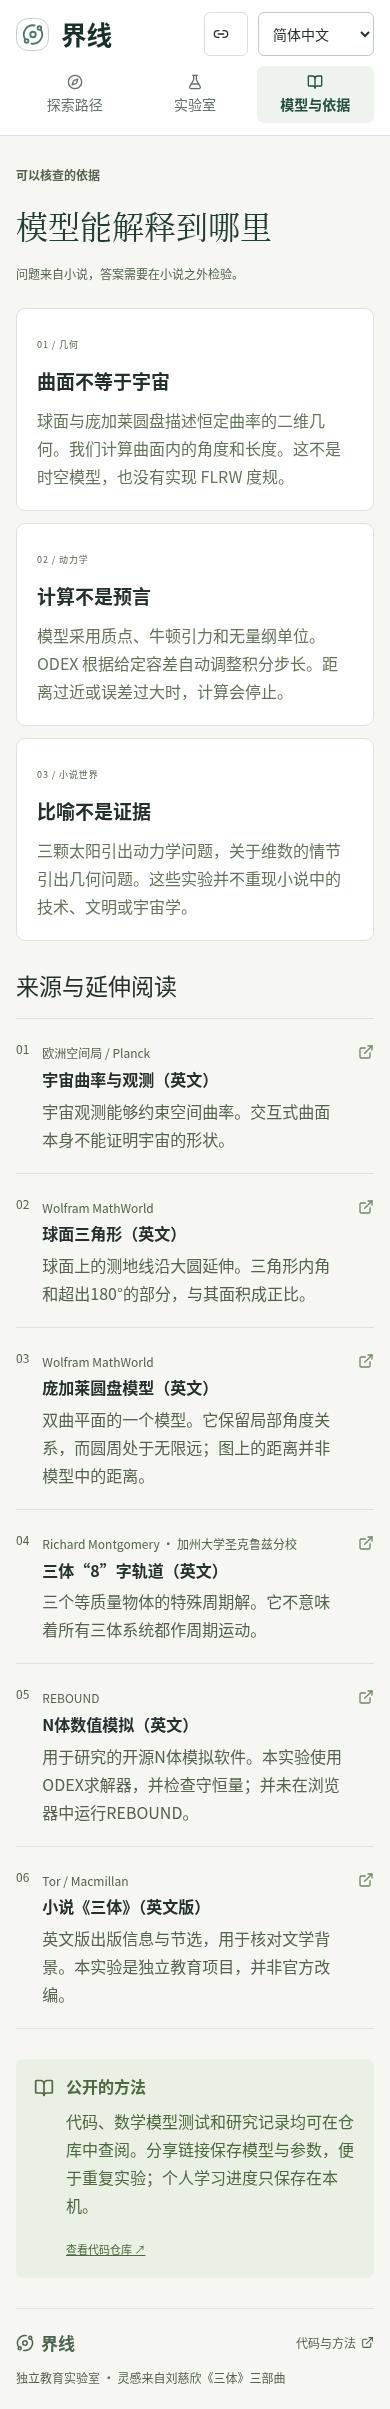 界线
简体中文
探索路径
实验室
模型与依据
可以核查的依据
模型能解释到哪里
问题来自小说，答案需要在小说之外检验。
01 / 几何
曲面不等于宇宙
球面与庞加莱圆盘描述恒定曲率的二维几
何。我们计算曲面内的角度和长度。这不是
时空模型，也没有实现 FLRW 度规。
02 / 动力学
计算不是预言
模型采用质点、牛顿引力和无量纲单位。
ODEX 根据给定容差自动调整积分步长。距
离过近或误差过大时，计算会停止。
03 / 小说世界
比喻不是证据
三颗太阳引出动力学问题，关于维数的情节
引出几何问题。这些实验并不重现小说中的
技术、文明或宇宙学。
来源与延伸阅读
01
欧洲空间局 / Planck
宇宙曲率与观测（英文）
宇宙观测能够约束空间曲率。交互式曲面
本身不能证明宇宙的形状。
02
Wolfram MathWorld
球面三角形（英文）
球面上的测地线沿大圆延伸。三角形内角
和超出180°的部分，与其面积成正比。
03
Wolfram MathWorld
庞加莱圆盘模型（英文）
双曲平面的一个模型。它保留局部角度关
系，而圆周处于无限远；图上的距离并非
模型中的距离。
04
Richard Montgomery · 加州大学圣克鲁兹分校
三体“8”字轨道（英文）
三个等质量物体的特殊周期解。它不意味
着所有三体系统都作周期运动。
05
REBOUND
N体数值模拟（英文）
用于研究的开源N体模拟软件。本实验使用
ODEX求解器，并检查守恒量；并未在浏览
器中运行REBOUND。
06
Tor / Macmillan
小说《三体》（英文版）
英文版出版信息与节选，用于核对文学背
景。本实验是独立教育项目，并非官方改
编。
公开的方法
代码、数学模型测试和研究记录均可在仓
库中查阅。分享链接保存模型与参数，便
于重复实验；个人学习进度只保存在本
机。
查看代码仓库 ↗
界线
代码与方法
独立教育实验室 · 灵感来自刘慈欣《三体》三部曲